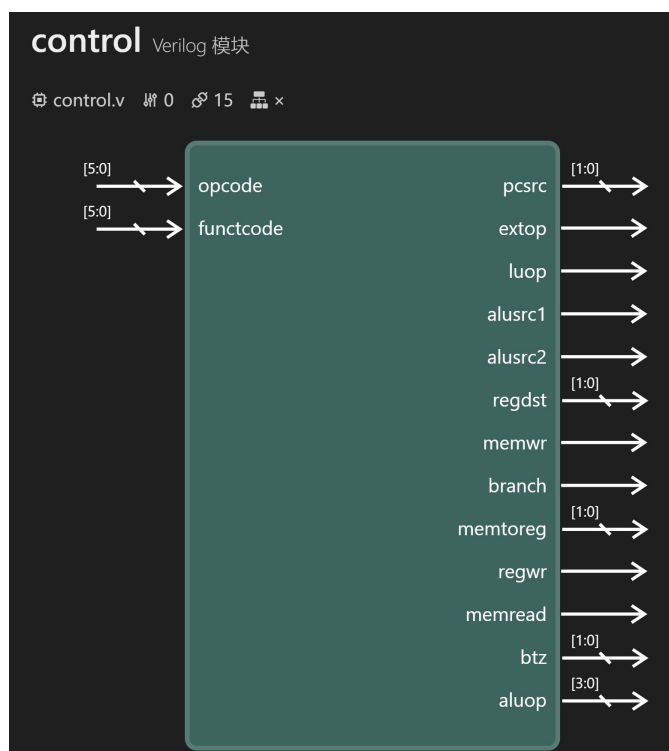 control Verilog 模块
control.v 0 15 ×
[5:0] [1:0]
opcode pcsrc
[5:0]
functcode extop
luop
alusrc1
alusrc2
[1:0]
regdst
memwr
branch
[1:0]
memtoreg
regwr
memread
[1:0]
btz
[3:0]
aluop